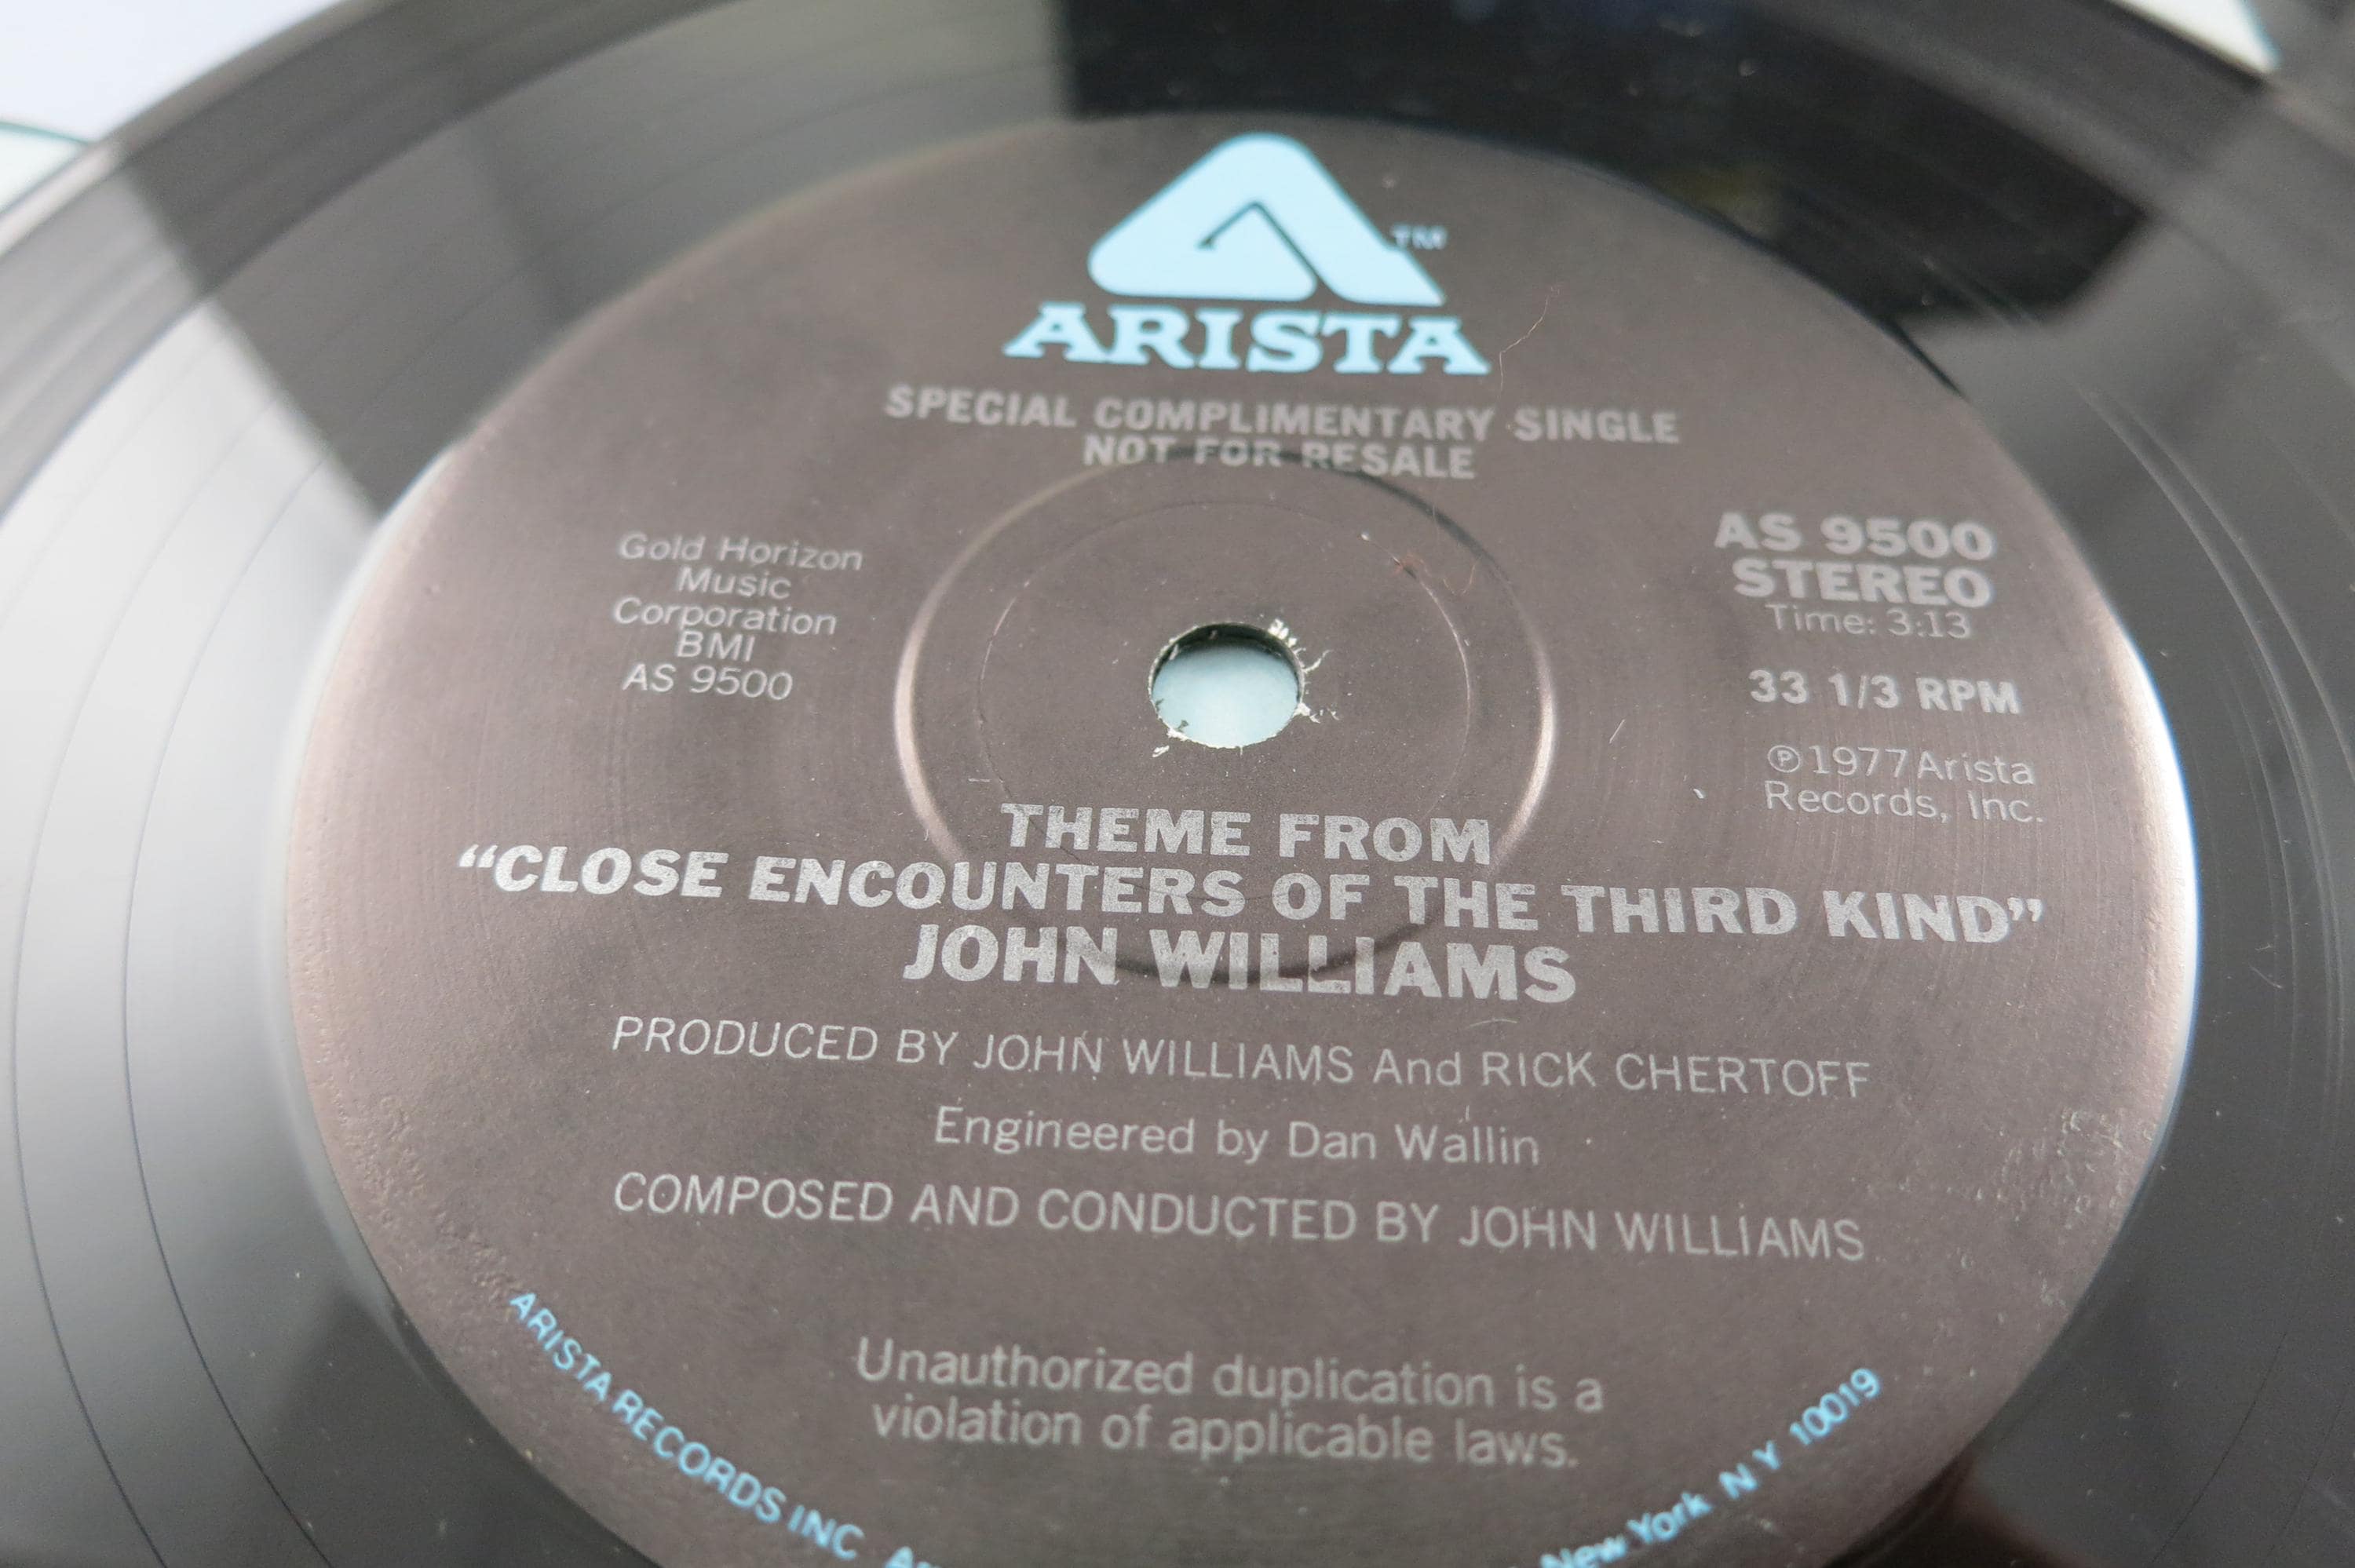 TM
ARISTA
SPECIAL COMPLIMENTARY SINGLE
NOT FOR RESALE
Gold Horizon
Music
Corporation
BMI
AS 9500
AS 9500
STEREO
Time: 3:13
33 1/3 RPM
℗1977 Arista
Records, Inc.
THEME FROM
“CLOSE ENCOUNTERS OF THE THIRD KIND”
JOHN WILLIAMS
PRODUCED BY JOHN WILLIAMS And RICK CHERTOFF
Engineered by Dan Wallin
COMPOSED AND CONDUCTED BY JOHN WILLIAMS
Unauthorized duplication is a
violation of applicable laws.
ARISTA RECORDS INC New York N Y 10019